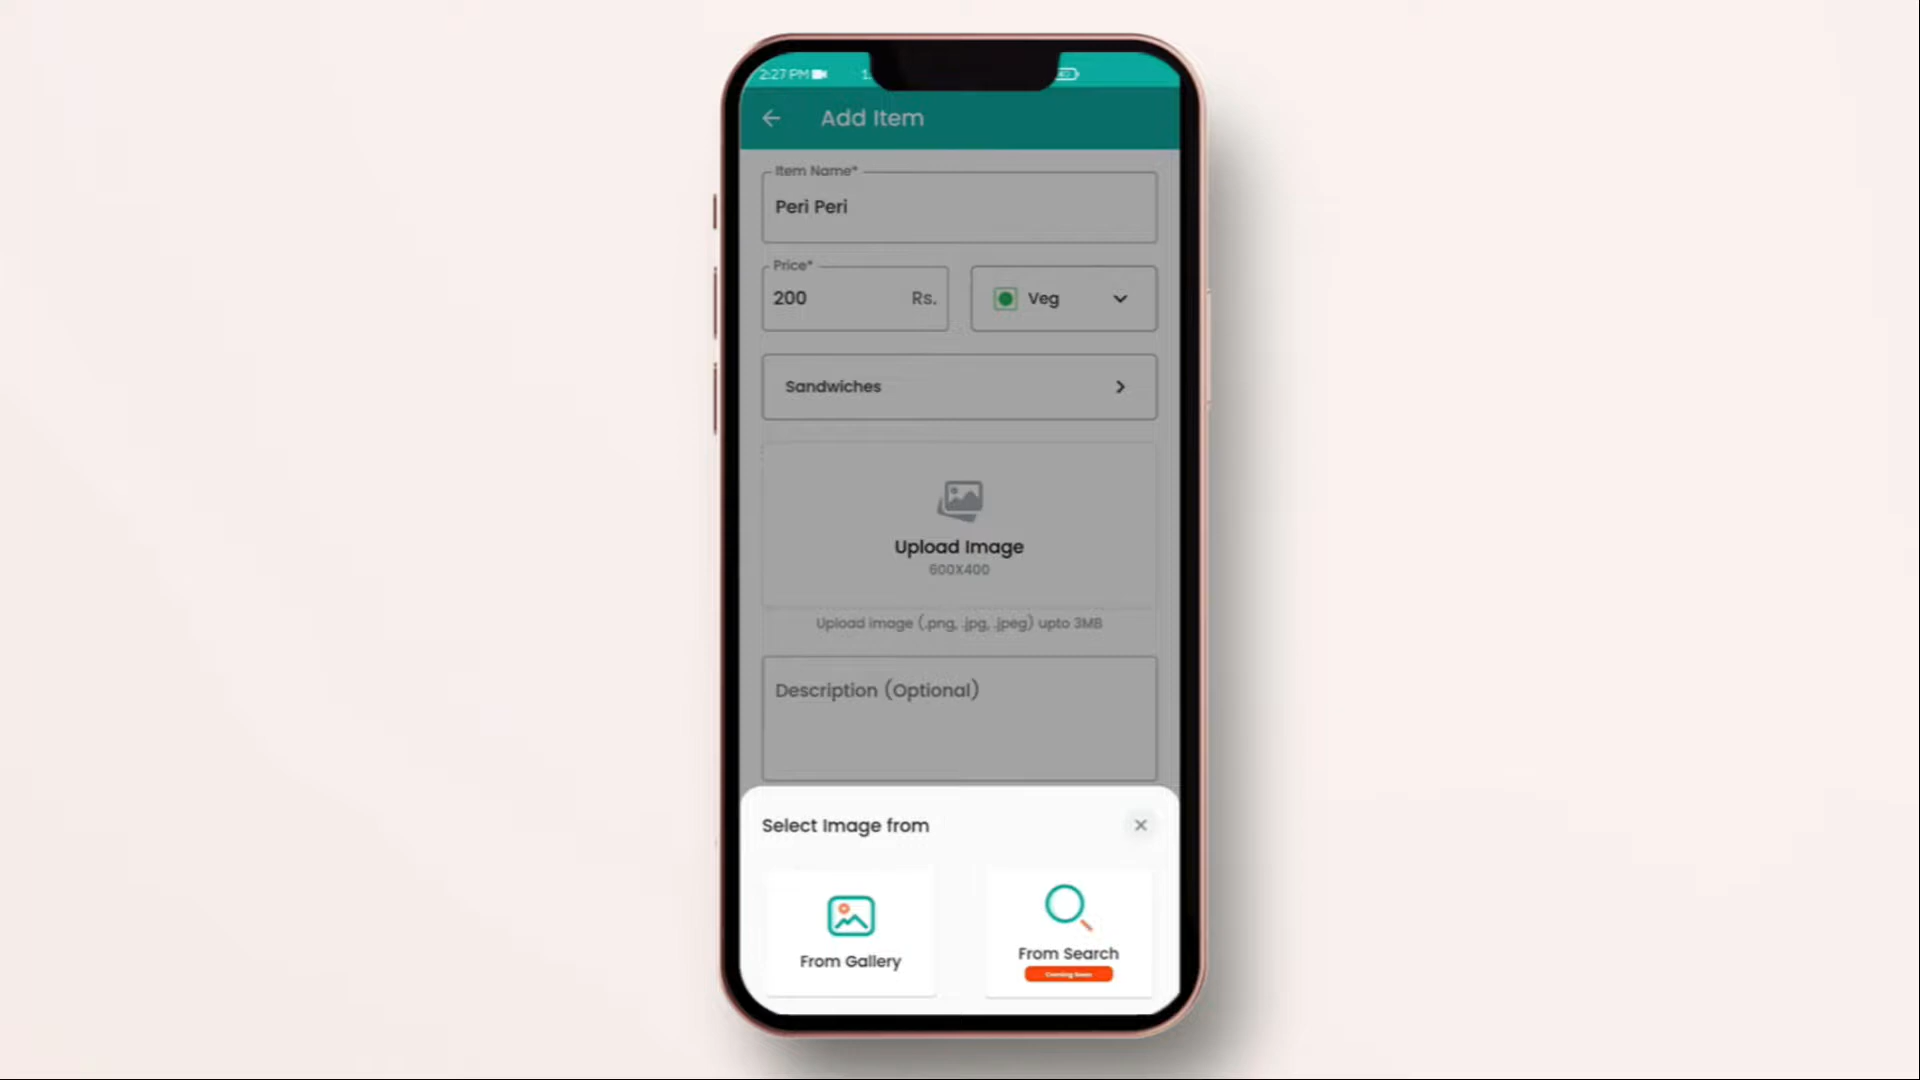 2:27 PM
Add Item
Item Name*
Peri Peri
Price*
200 Rs.
Veg
Sandwiches
Upload Image
600X400
Upload image (.png, .jpg, .jpeg) upto 3MB
Description (Optional)
Select Image from
From Gallery
From Search
Coming Soon